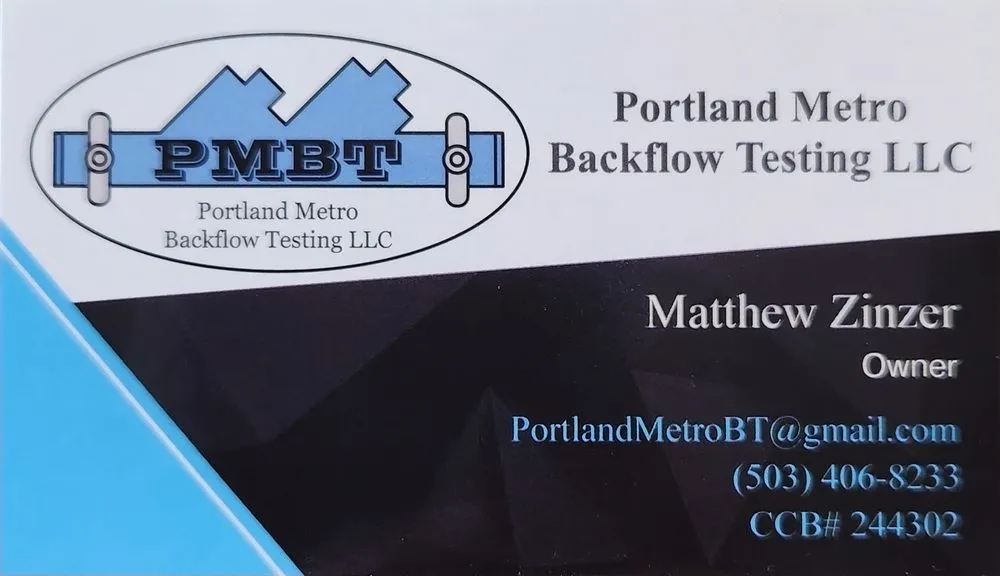 PMBT
Portland Metro
Backflow Testing LLC
Portland Metro
Backflow Testing LLC
Matthew Zinzer
Owner
PortlandMetroBT@gmail.com
(503) 406-8233
CCB# 244302